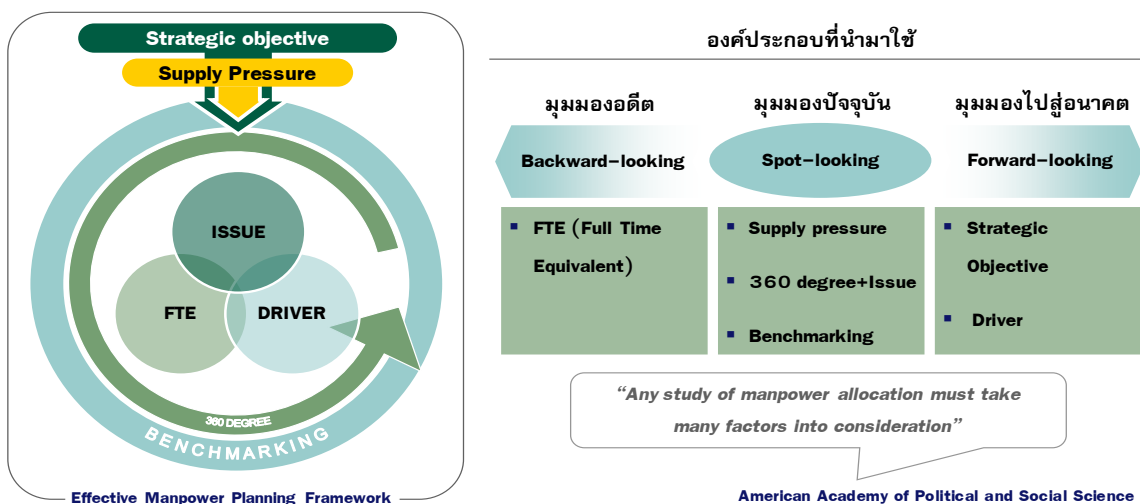 Strategic objective
Supply Pressure
ISSUE
FTE
DRIVER
360 DEGREE
BENCHMARKING
Effective Manpower Planning Framework
องค์ประกอบที่นำมาใช้
มุมมองอดีต
มุมมองปัจจุบัน
มุมมองไปสู่อนาคต
Backward-looking
Spot-looking
Forward-looking
▪ FTE (Full Time
Equivalent)
▪ Supply pressure
▪ 360 degree+Issue
▪ Benchmarking
▪ Strategic
Objective
▪ Driver
“Any study of manpower allocation must take
many factors into consideration”
American Academy of Political and Social Science